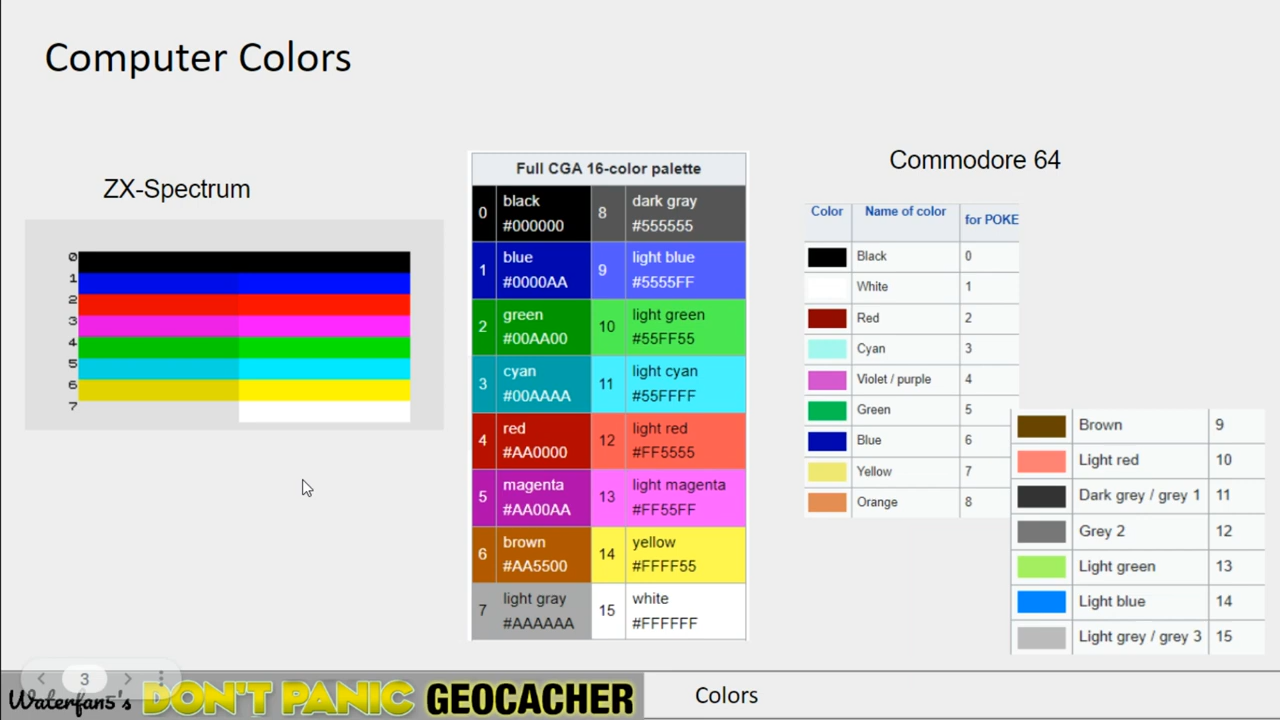 Computer Colors
ZX-Spectrum
0
1
2
3
4
5
6
7
Full CGA 16-color palette
0 black #000000 8 dark gray #555555
1 blue #0000AA 9 light blue #5555FF
2 green #00AA00 10 light green #55FF55
3 cyan #00AAAA 11 light cyan #55FFFF
4 red #AA0000 12 light red #FF5555
5 magenta #AA00AA 13 light magenta #FF55FF
6 brown #AA5500 14 yellow #FFFF55
7 light gray #AAAAAA 15 white #FFFFFF
Commodore 64
Color Name of color for POKE
Black 0
White 1
Red 2
Cyan 3
Violet / purple 4
Green 5
Blue 6
Yellow 7
Orange 8
Brown 9
Light red 10
Dark grey / grey 1 11
Grey 2 12
Light green 13
Light blue 14
Light grey / grey 3 15
3
Waterfan5's DON'T PANIC GEOCACHER
Colors